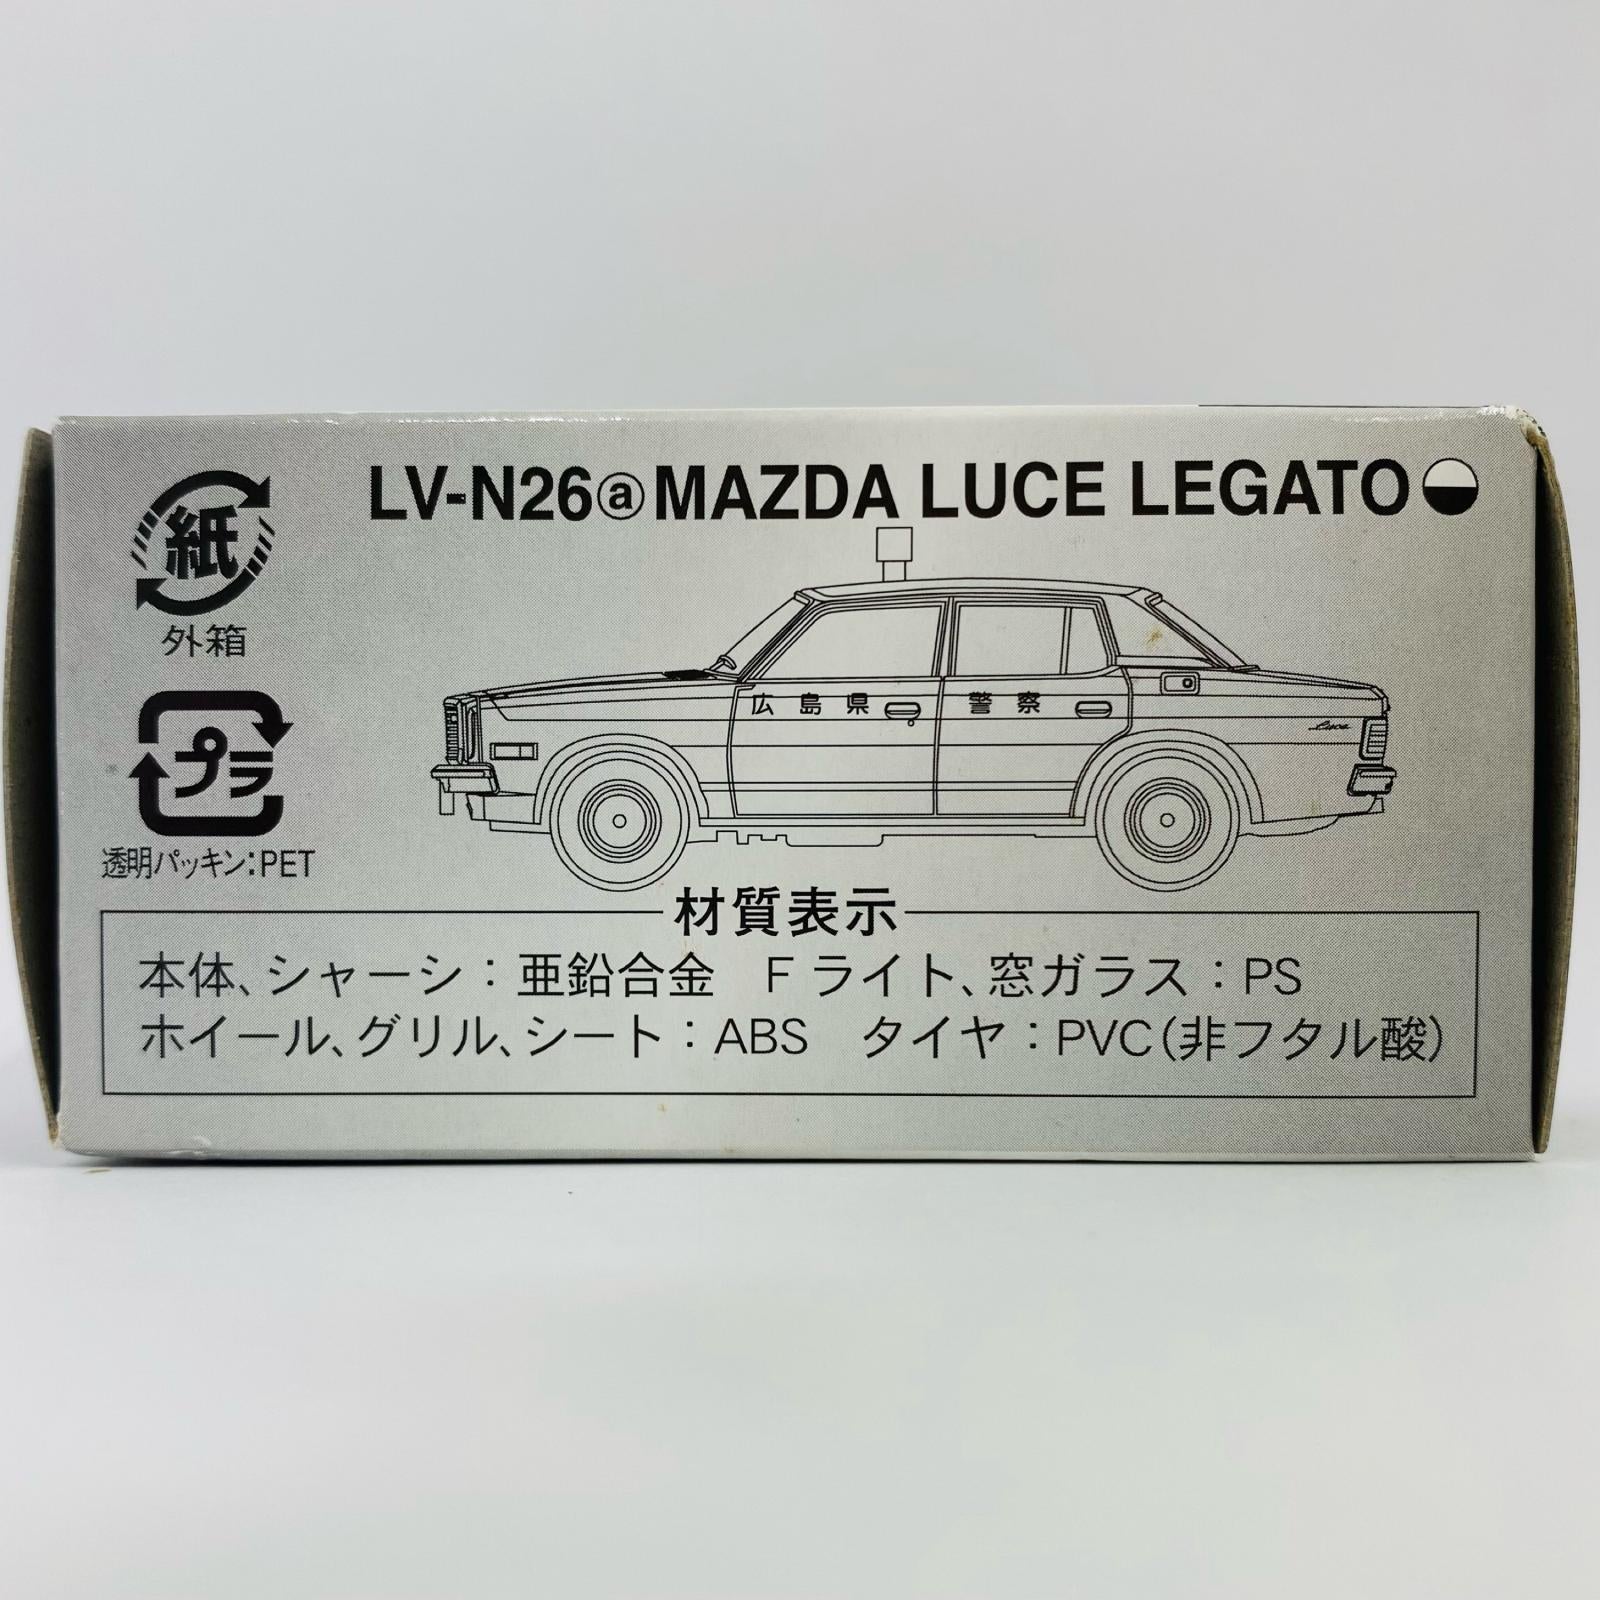 LV-N26ⓐMAZDA LUCE LEGATO
紙
外箱
プラ
透明パッキン:PET
広島県 警察
Luce
材質表示
本体、シャーシ：亜鉛合金　Fライト、窓ガラス：PS
ホイール、グリル、シート：ABS　タイヤ：PVC(非フタル酸)